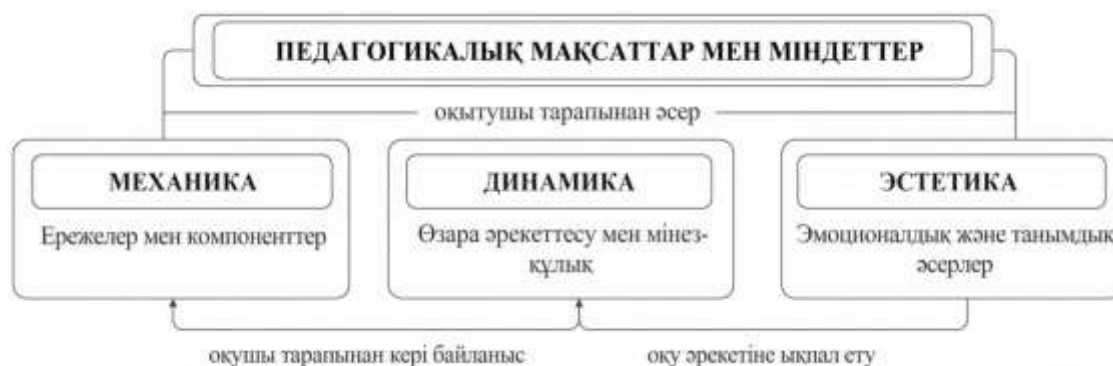 ПЕДАГОГИКАЛЫҚ МАҚСАТТАР МЕН МІНДЕТТЕР
оқытушы тарапынан әсер
МЕХАНИКА
Ережелер мен компоненттер
ДИНАМИКА
Өзара әрекеттесу мен мінез-
құлық
ЭСТЕТИКА
Эмоционалдық және танымдық
әсерлер
оқушы тарапынан кері байланыс
оқу әрекетіне ықпал ету